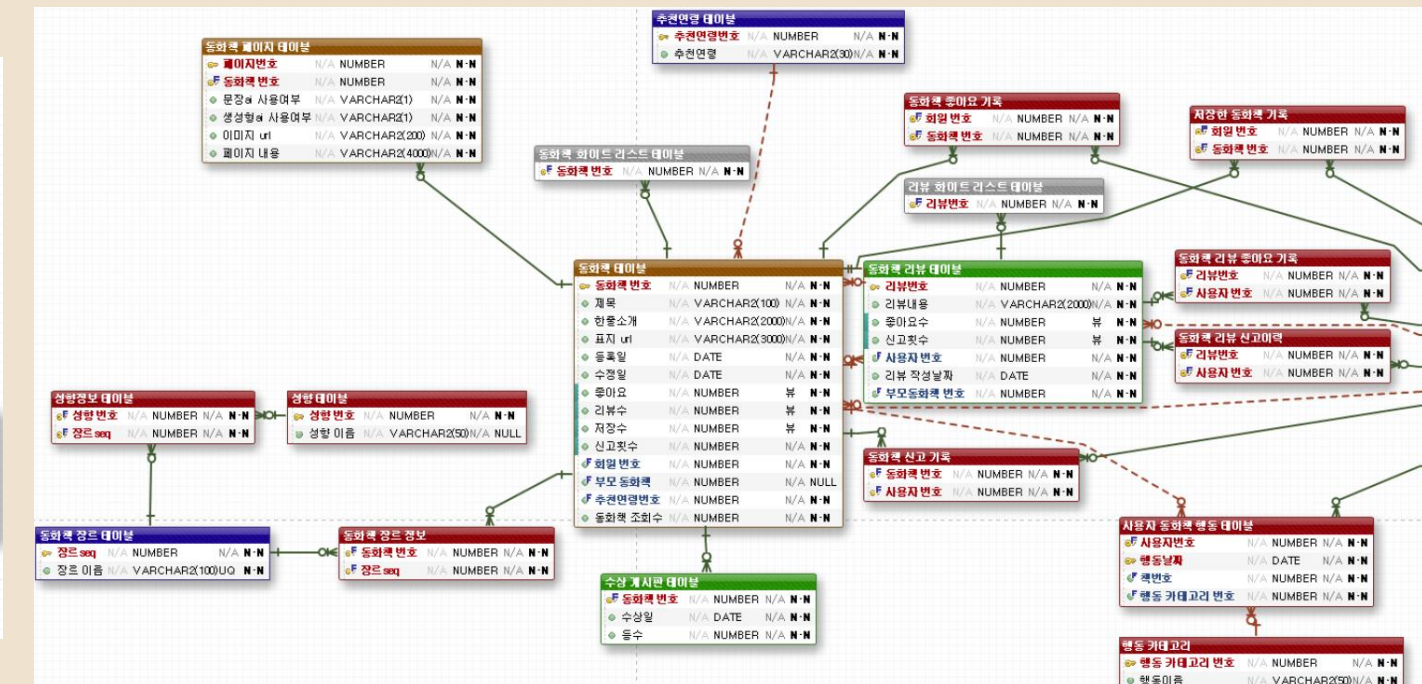 추천연령 테이블
추천연령번호 N/A NUMBER N/A N-N
추천연령 N/A VARCHAR2(30) N/A N-N
동화책 페이지 테이블
페이지번호 N/A NUMBER N/A N-N
동화책 번호 N/A NUMBER N/A N-N
문장ai 사용여부 N/A VARCHAR2(1) N/A N-N
생성형ai 사용여부 N/A VARCHAR2(1) N/A N-N
이미지 url N/A VARCHAR2(200) N/A N-N
페이지 내용 N/A VARCHAR2(4000) N/A N-N
동화책 화이트 리스트 테이블
동화책 번호 N/A NUMBER N/A N-N
동화책 좋아요 기록
회원 번호 N/A NUMBER N/A N-N
동화책번호 N/A NUMBER N/A N-N
저장한 동화책 기록
회원 번호 N/A NUMBER N/A N-N
동화책 번호 N/A NUMBER N/A N-N
리뷰 화이트리스트 테이블
리뷰번호 N/A NUMBER N/A N-N
동화책 테이블
동화책 번호 N/A NUMBER N/A N-N
제목 N/A VARCHAR2(100) N/A N-N
한줄소개 N/A VARCHAR2(2000) N/A N-N
표지 url N/A VARCHAR2(3000) N/A N-N
등록일 N/A DATE N/A N-N
수정일 N/A DATE N/A N-N
좋아요 N/A NUMBER 뷰 N-N
리뷰수 N/A NUMBER 뷰 N-N
저장수 N/A NUMBER 뷰 N-N
신고횟수 N/A NUMBER N/A N-N
회원 번호 N/A NUMBER N/A N-N
부모 동화책 N/A NUMBER N/A NULL
추천연령번호 N/A NUMBER N/A N-N
동화책 조회수 N/A NUMBER N/A N-N
동화책 리뷰 테이블
리뷰번호 N/A NUMBER N/A N-N
리뷰내용 N/A VARCHAR2(2000) N/A N-N
좋아요수 N/A NUMBER 뷰 N-N
신고횟수 N/A NUMBER 뷰 N-N
사용자 번호 N/A NUMBER N/A N-N
리뷰 작성날짜 N/A DATE N/A N-N
부모동화책 번호 N/A NUMBER N/A N-N
동화책 리뷰 좋아요 기록
리뷰번호 N/A NUMBER N/A N-N
사용자 번호 N/A NUMBER N/A N-N
동화책 리뷰 신고이력
리뷰번호 N/A NUMBER N/A N-N
사용자 번호 N/A NUMBER N/A N-N
성향정보 테이블
성향 번호 N/A NUMBER N/A N-N
장르 seq N/A NUMBER N/A N-N
성향 테이블
성향 번호 N/A NUMBER N/A N-N
성향 이름 N/A VARCHAR2(50) N/A NULL
동화책 신고 기록
동화책 번호 N/A NUMBER N/A N-N
사용자 번호 N/A NUMBER N/A N-N
동화책 장르 테이블
장르 seq N/A NUMBER N/A N-N
장르 이름 N/A VARCHAR2(100) UQ N-N
동화책 장르 정보
동화책 번호 N/A NUMBER N/A N-N
장르 seq N/A NUMBER N/A N-N
수상 게시판 테이블
동화책 번호 N/A NUMBER N/A N-N
수상일 N/A DATE N/A N-N
등수 N/A NUMBER N/A N-N
사용자 동화책 행동 테이블
사용자번호 N/A NUMBER N/A N-N
행동날짜 N/A DATE N/A N-N
책번호 N/A NUMBER N/A N-N
행동 카테고리 번호 N/A NUMBER N/A N-N
행동 카테고리
행동 카테고리 번호 N/A NUMBER N/A N-N
행동이름 N/A VARCHAR2(50) N/A N-N